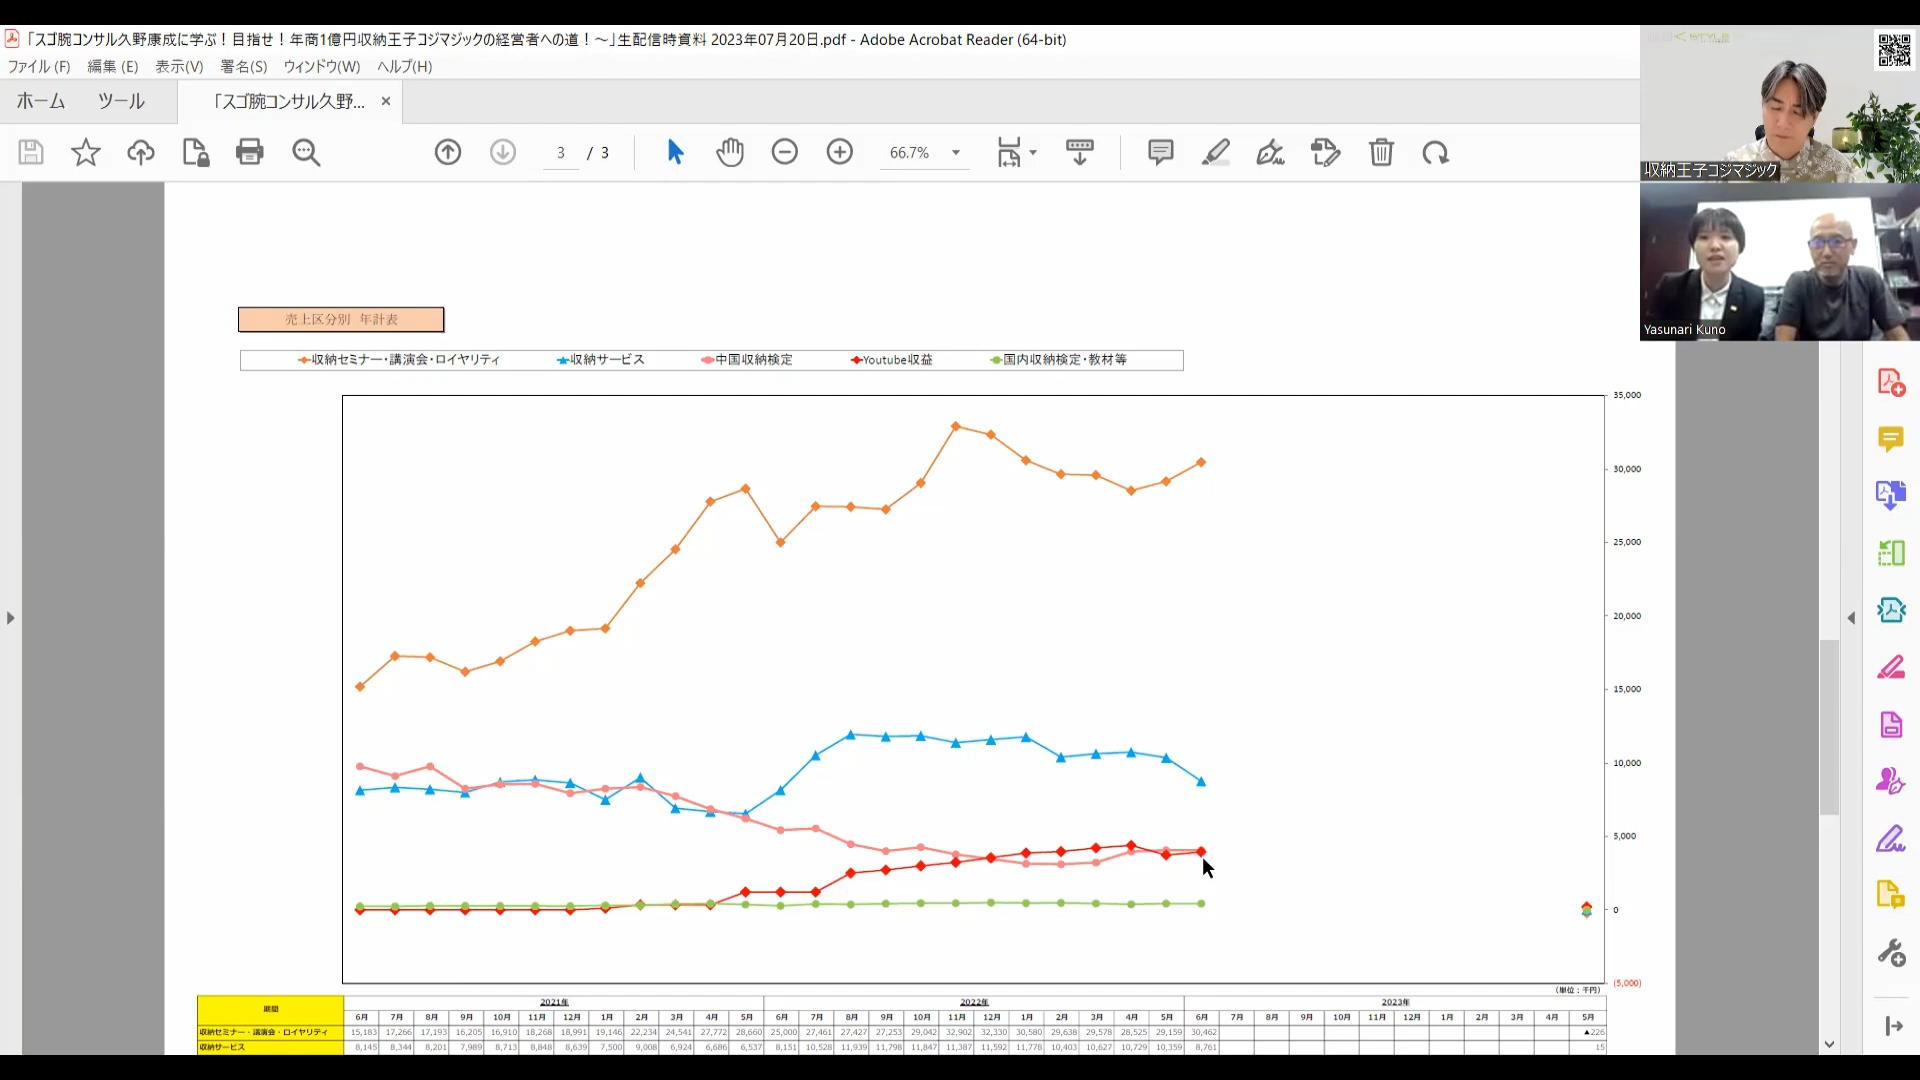 「スゴ腕コンサル久野康成に学ぶ！目指せ！年商1億円収納王子コジマジックの経営者への道！～」生配信時資料 2023年07月20日.pdf - Adobe Acrobat Reader (64-bit)
ファイル(F) 編集(E) 表示(V) 署名(S) ウィンドウ(W) ヘルプ(H)
ホーム ツール 「スゴ腕コンサル久野... ×
3 / 3 66.7%
収納王子コジマジック
Yasunari Kuno
売上区分別 年計表
収納セミナー・講演会・ロイヤリティ 収納サービス 中国収納検定 Youtube収益 国内収納検定・教材等
35,000
30,000
25,000
20,000
15,000
10,000
5,000
0
(5,000)
(単位：千円)
期間 2021年 2022年 2023年
6月 7月 8月 9月 10月 11月 12月 1月 2月 3月 4月 5月 6月 7月 8月 9月 10月 11月 12月 1月 2月 3月 4月 5月 6月 7月 8月 9月 10月 11月 12月 1月 2月 3月 4月 5月
収納セミナー・講演会・ロイヤリティ 15,183 17,266 17,193 16,205 16,910 18,268 18,991 19,146 22,234 24,541 27,772 28,660 25,000 27,461 27,427 27,253 29,042 32,902 32,330 30,580 29,638 29,578 28,525 29,159 30,462 ▲226
収納サービス 8,145 8,344 8,201 7,989 8,713 8,848 8,639 7,500 9,008 6,924 6,686 6,537 8,151 10,528 11,939 11,798 11,847 11,387 11,592 11,778 10,403 10,627 10,729 10,359 8,761 15